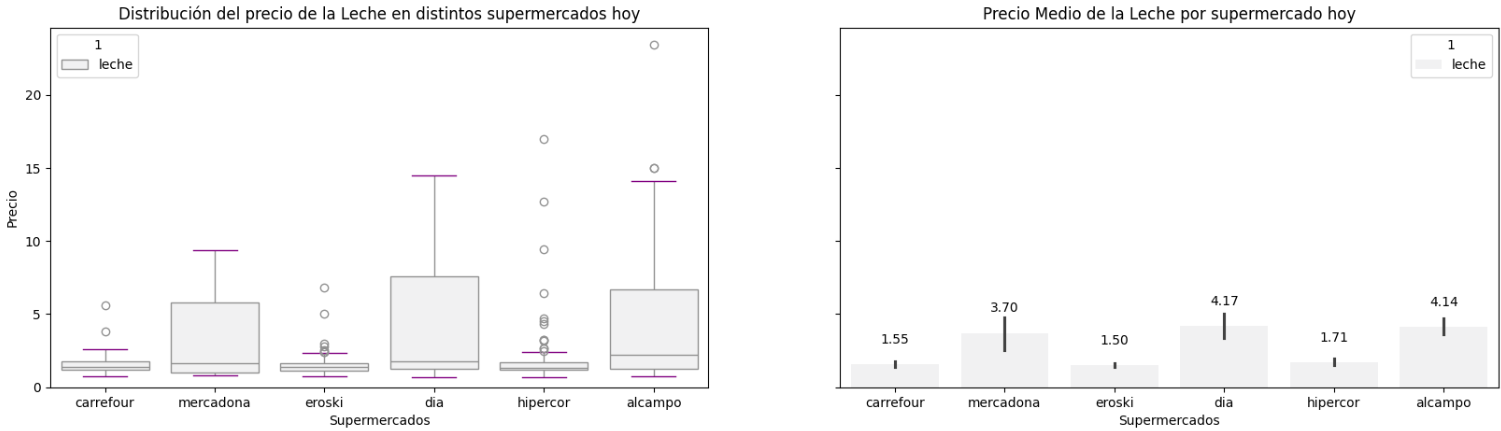 Distribución del precio de la Leche en distintos supermercados hoy
1
leche
20
15
10
5
0
Precio
carrefour mercadona eroski dia hipercor alcampo
Supermercados
Precio Medio de la Leche por supermercado hoy
1
leche
1.55 3.70 1.50 4.17 1.71 4.14
carrefour mercadona eroski dia hipercor alcampo
Supermercados